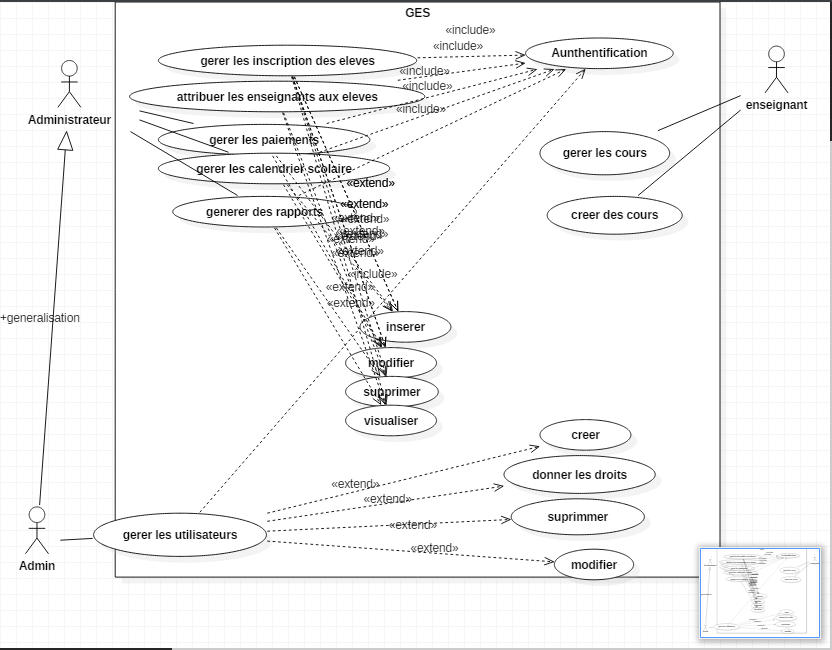 GES
«include»
gerer les inscription des eleves
«include»
Aunthentification
«include»
attribuer les enseignants aux eleves
«include»
«include»
Administrateur
enseignant
gerer les paiements
gerer les cours
gerer les calendrier scolaire
«extend»
«extend»
generer des rapports
creer des cours
«extend»
«extend»
«extend»
«extend»
«extend»
«include»
«extend»
«extend»
+generalisation
inserer
modifier
supprimer
visualiser
creer
donner les droits
«extend»
«extend»
suprimmer
«extend»
gerer les utilisateurs
«extend»
modifier
Admin